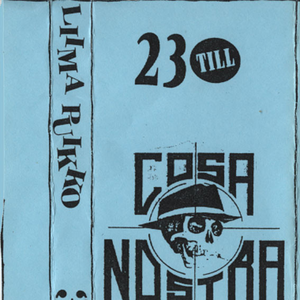 LIIMA PUIKKO
23 TILL
COSA
NOSTRA